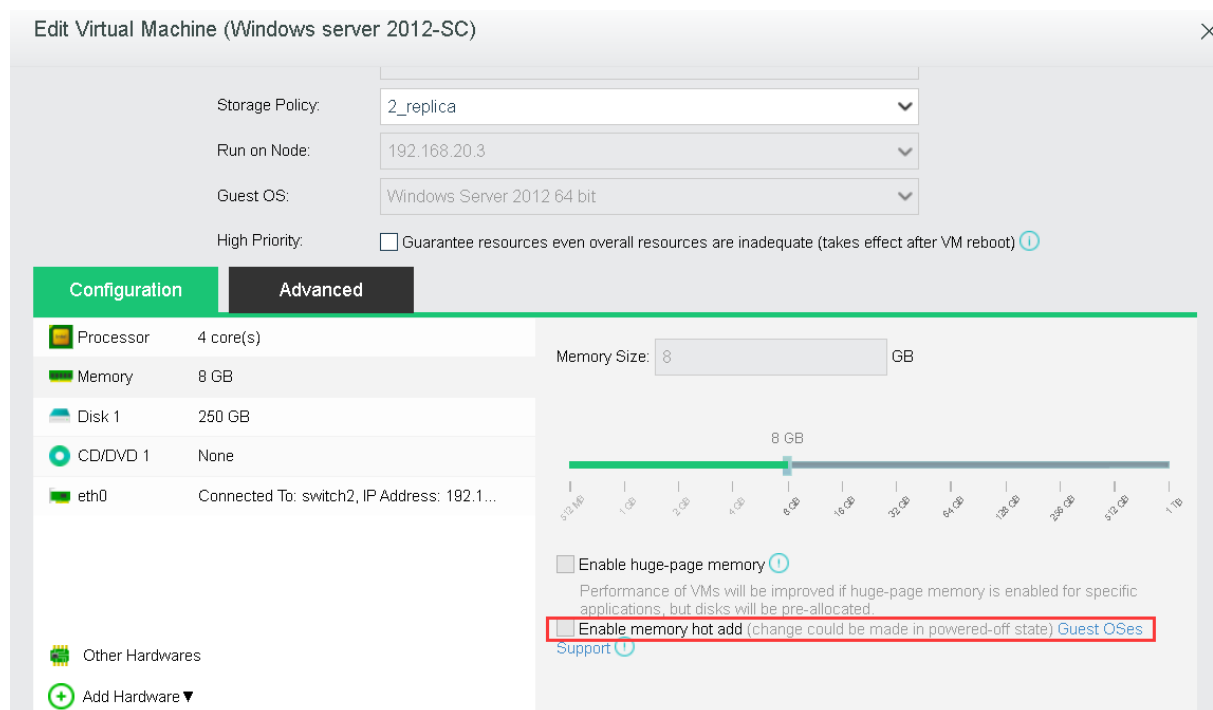 Edit Virtual Machine (Windows server 2012-SC)
Storage Policy: 2_replica
Run on Node: 192.168.20.3
Guest OS: Windows Server 2012 64 bit
High Priority: Guarantee resources even overall resources are inadequate (takes effect after VM reboot)
Configuration Advanced
Processor 4 core(s)
Memory 8 GB
Disk 1 250 GB
CD/DVD 1 None
eth0 Connected To: switch2, IP Address: 192.1...
Other Hardwares
Add Hardware
Memory Size: 8 GB
8 GB
512 MB 1 GB 2 GB 4 GB 8 GB 16 GB 32 GB 64 GB 128 GB 256 GB 512 GB 1 TB
Enable huge-page memory
Performance of VMs will be improved if huge-page memory is enabled for specific
applications, but disks will be pre-allocated.
Enable memory hot add (change could be made in powered-off state) Guest OSes
Support